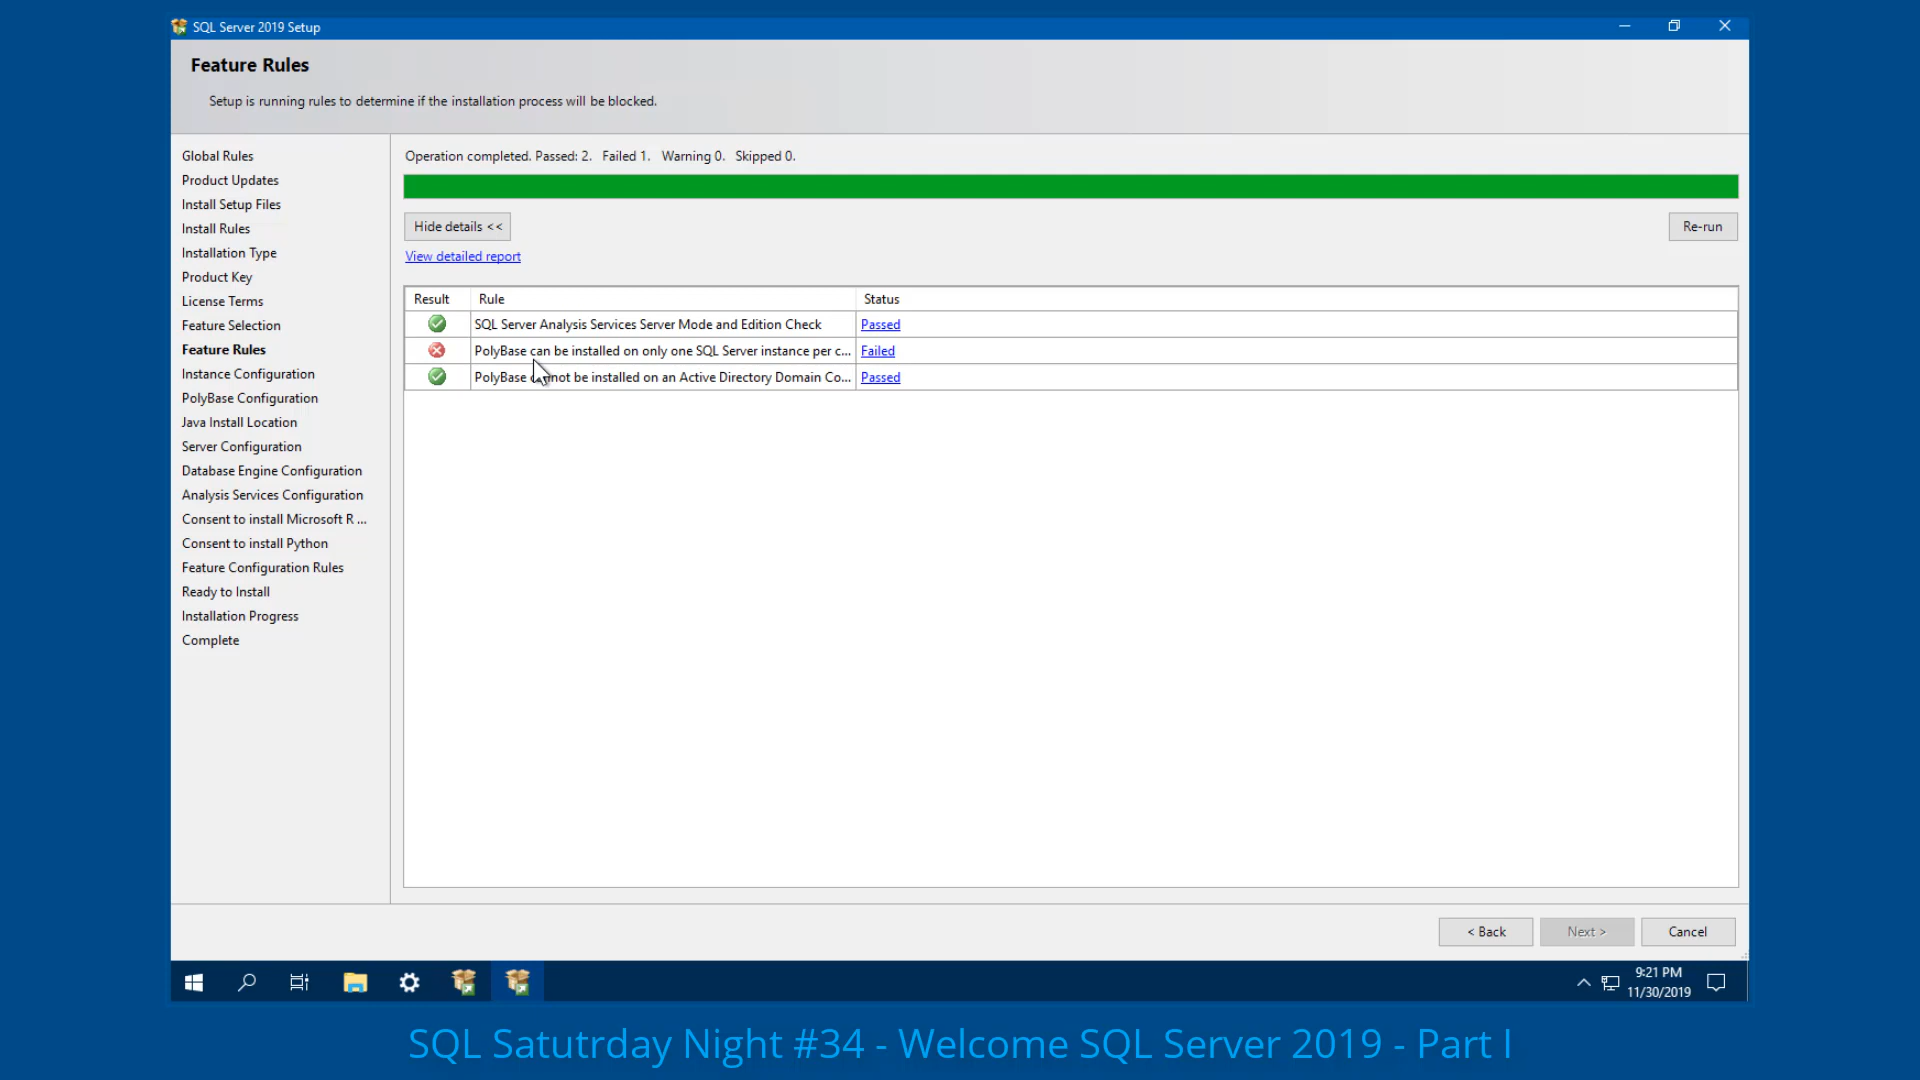 SQL Server 2019 Setup
Feature Rules
Setup is running rules to determine if the installation process will be blocked.
Global Rules
Product Updates
Install Setup Files
Install Rules
Installation Type
Product Key
License Terms
Feature Selection
Feature Rules
Instance Configuration
PolyBase Configuration
Java Install Location
Server Configuration
Database Engine Configuration
Analysis Services Configuration
Consent to install Microsoft R ...
Consent to install Python
Feature Configuration Rules
Ready to Install
Installation Progress
Complete
Operation completed. Passed: 2. Failed 1. Warning 0. Skipped 0.
Hide details <<
Re-run
View detailed report
Result Rule Status
SQL Server Analysis Services Server Mode and Edition Check Passed
PolyBase can be installed on only one SQL Server instance per c... Failed
PolyBase cannot be installed on an Active Directory Domain Co... Passed
< Back Next > Cancel
9:21 PM
11/30/2019
SQL Satutrday Night #34 - Welcome SQL Server 2019 - Part I